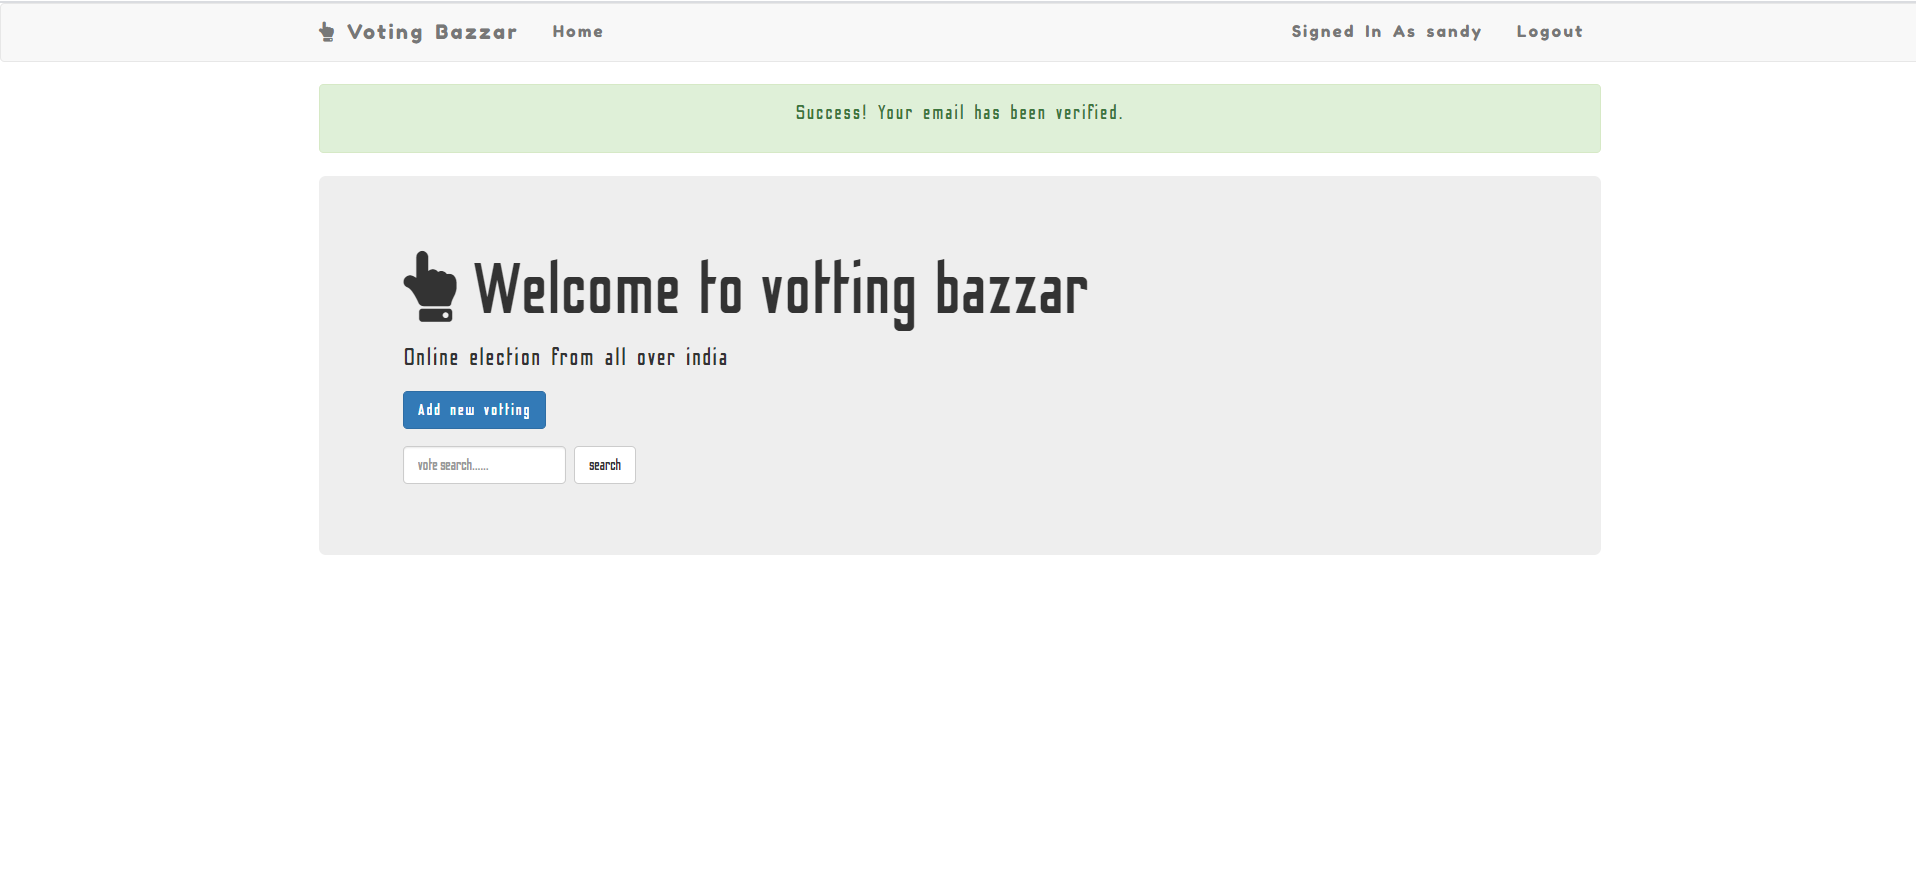 Voting Bazzar Home Signed In As sandy Logout
Success! Your email has been verified.
Welcome to votting bazzar
Online election from all over india
Add new votting
vote search......
search